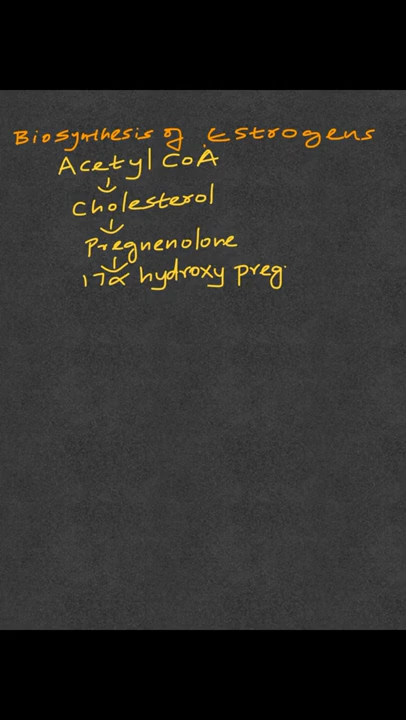 Biosynthesis of Estrogens
Acetyl CoA
Cholesterol
Pregnenolone
17α hydroxy preg